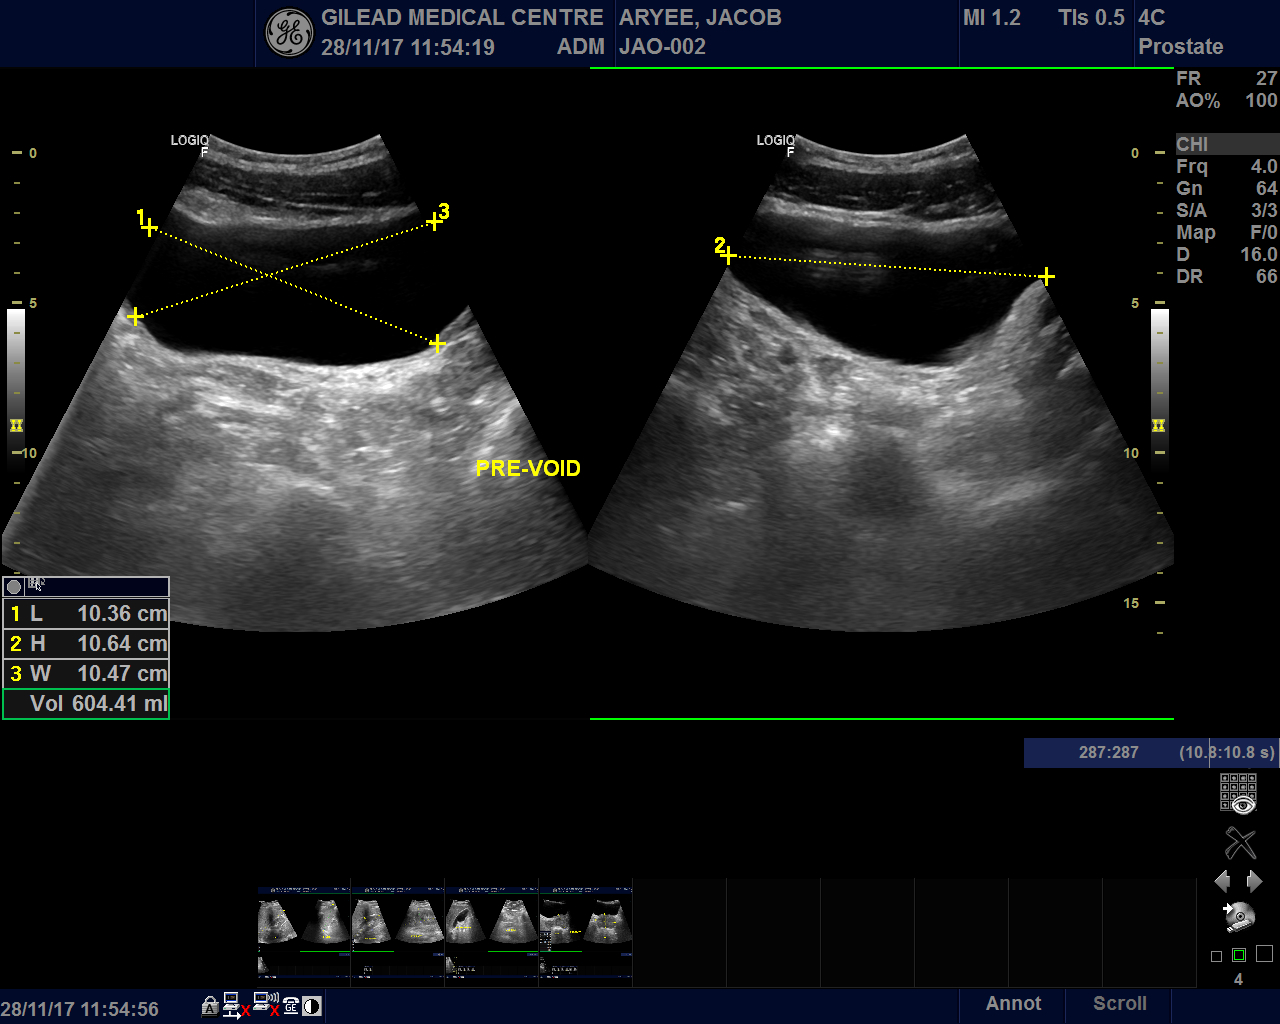 GILEAD MEDICAL CENTRE
28/11/17 11:54:19 ADM
ARYEE, JACOB
JAO-002
MI 1.2 TIs 0.5
4C
Prostate
FR 27
AO% 100
CHI
Frq 4.0
Gn 64
S/A 3/3
Map F/0
D 16.0
DR 66
LOGIQ
F
0
5
10
1
3
PRE-VOID
LOGIQ
F
2
0
5
10
15
1 L 10.36 cm
2 H 10.64 cm
3 W 10.47 cm
Vol 604.41 ml
287:287 (10.8:10.8 s)
4
28/11/17 11:54:56
Annot
Scroll